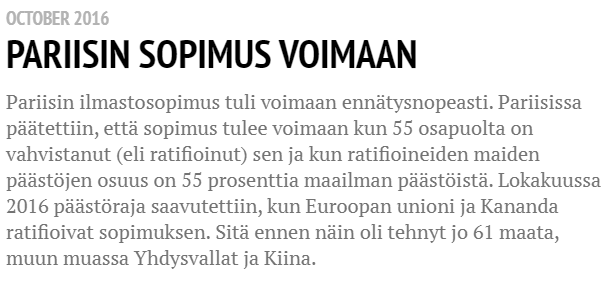 OCTOBER 2016
PARIISIN SOPIMUS VOIMAAN
Pariisin ilmastosopimus tuli voimaan ennätysnopeasti. Pariisissa
päätettiin, että sopimus tulee voimaan kun 55 osapuolta on
vahvistanut (eli ratifioinut) sen ja kun ratifioineiden maiden
päästöjen osuus on 55 prosenttia maailman päästöistä. Lokakuussa
2016 päästöraja saavutettiin, kun Euroopan unioni ja Kananda
ratifioivat sopimuksen. Sitä ennen näin oli tehnyt jo 61 maata,
muun muassa Yhdysvallat ja Kiina.